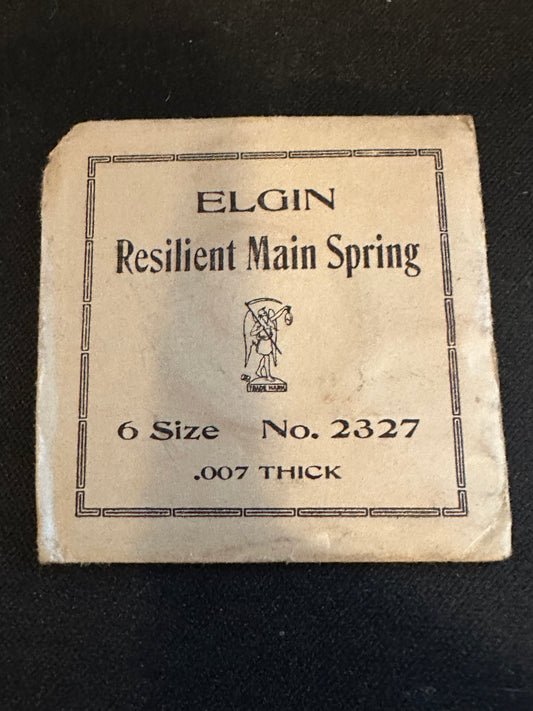 ELGIN
Resilient Main Spring
TRADE MARK
6 Size No. 2327
.007 THICK